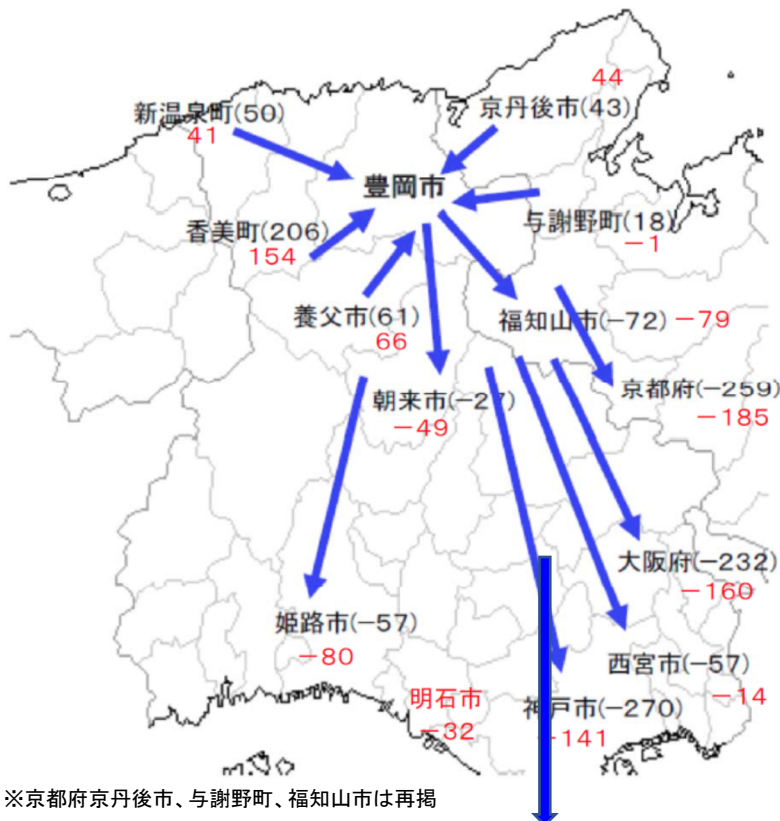 44
新温泉町(50)
京丹後市(43)
41
豊岡市
香美町(206)
与謝野町(18)
154
-1
養父市(61)
福知山市(-72) -79
66
京都府(-259)
朝来市(-27)
-185
-49
大阪府(-232)
-160
姫路市(-57)
-80
西宮市(-57)
-14
明石市
神戸市(-270)
-32
-141
※京都府京丹後市、与謝野町、福知山市は再掲